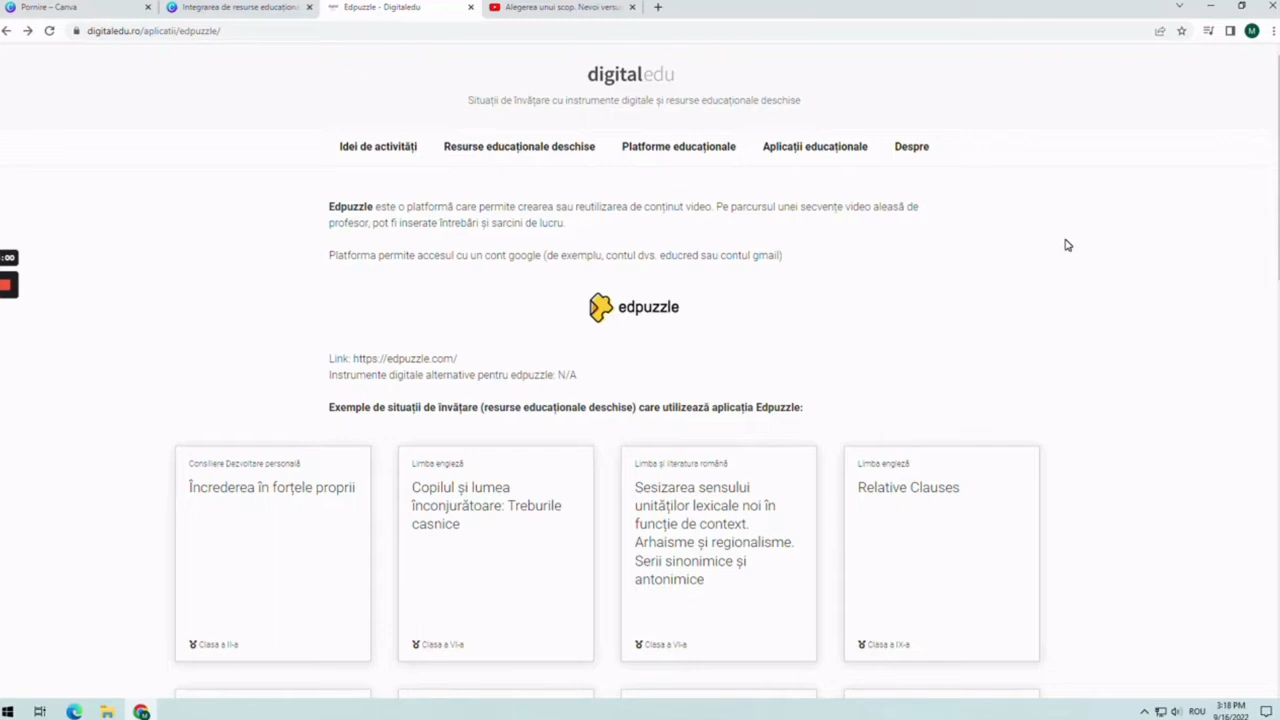 Pornire – Canva
Integrarea de resurse educațion
Edpuzzle - Digitaledu
Alegerea unui scop. Nevoi versu
digitaledu.ro/aplicatii/edpuzzle/
M
digitaledu
Situații de învățare cu instrumente digitale și resurse educaționale deschise
Idei de activități Resurse educaționale deschise Platforme educaționale Aplicații educaționale Despre
Edpuzzle este o platformă care permite crearea sau reutilizarea de conținut video. Pe parcursul unei secvențe video aleasă de
profesor, pot fi inserate întrebări și sarcini de lucru.
:00
Platforma permite accesul cu un cont google (de exemplu, contul dvs. educred sau contul gmail)
edpuzzle
Link: https://edpuzzle.com/
Instrumente digitale alternative pentru edpuzzle: N/A
Exemple de situații de învățare (resurse educaționale deschise) care utilizează aplicația Edpuzzle:
Consiliere Dezvoltare personală
Încrederea în forțele proprii
Clasa a II-a
Limba engleză
Copilul și lumea
înconjurătoare: Treburile
casnice
Clasa a VI-a
Limba și literatura română
Sesizarea sensului
unităților lexicale noi în
funcție de context.
Arhaisme și regionalisme.
Serii sinonimice și
antonimice
Clasa a VI-a
Limba engleză
Relative Clauses
Clasa a IX-a
ROU
3:18 PM
9/16/2022